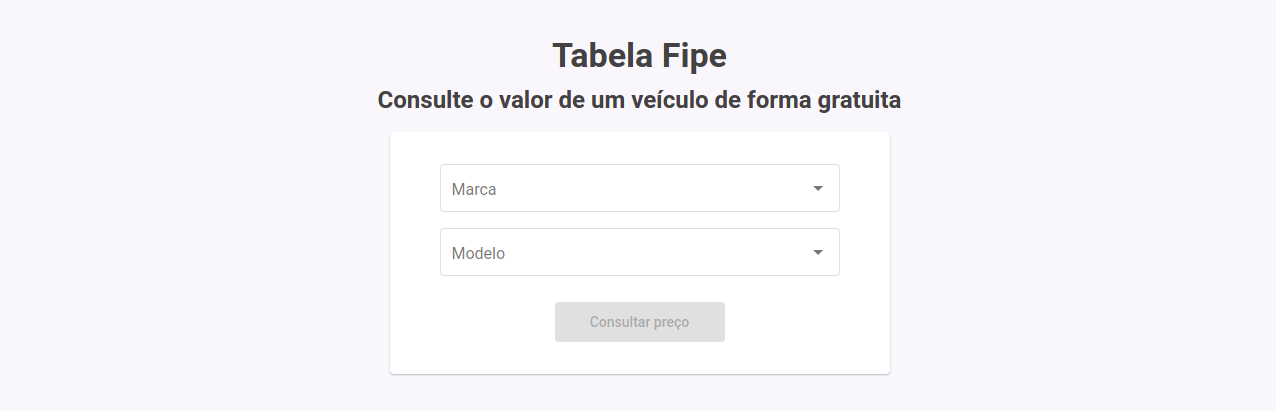 Tabela Fipe
Consulte o valor de um veículo de forma gratuita
Marca
Modelo
Consultar preço